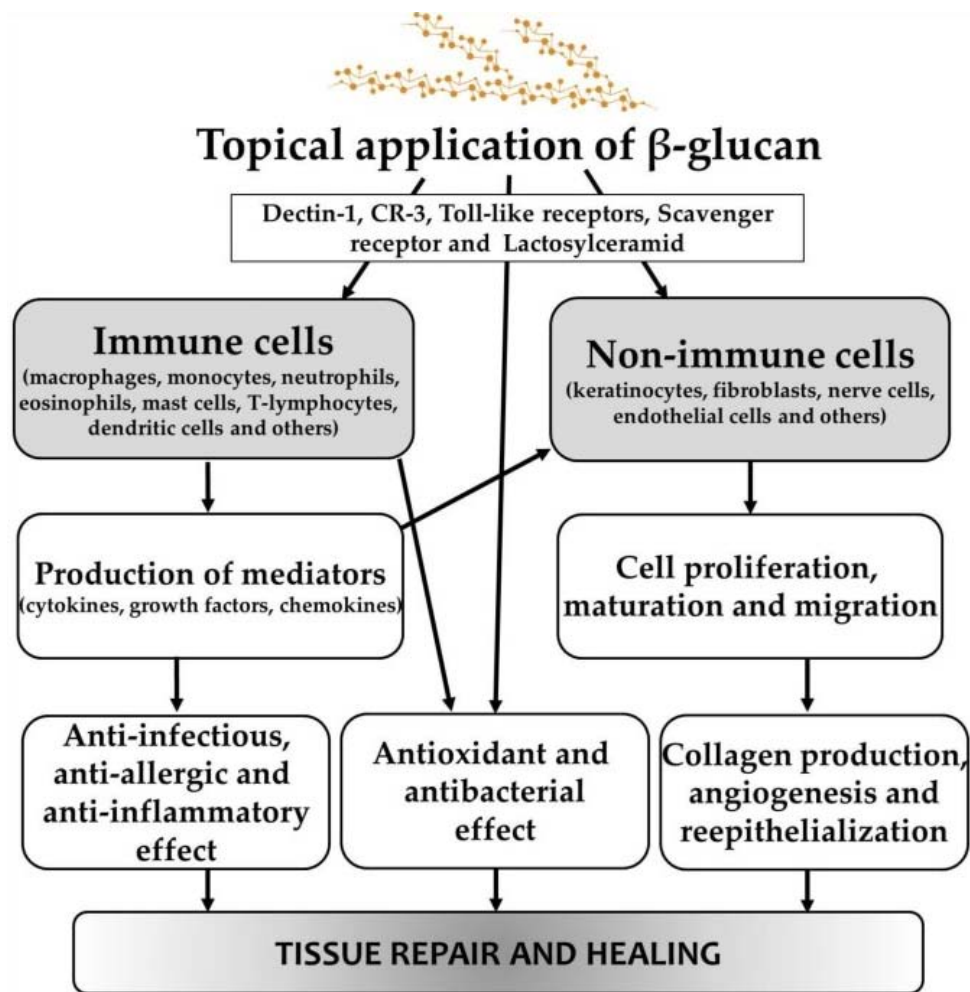 Topical application of β-glucan
Dectin-1, CR-3, Toll-like receptors, Scavenger
receptor and Lactosylceramid
Immune cells
(macrophages, monocytes, neutrophils,
eosinophils, mast cells, T-lymphocytes,
dendritic cells and others)
Non-immune cells
(keratinocytes, fibroblasts, nerve cells,
endothelial cells and others)
Production of mediators
(cytokines, growth factors, chemokines)
Cell proliferation,
maturation and migration
Anti-infectious,
anti-allergic and
anti-inflammatory
effect
Antioxidant and
antibacterial
effect
Collagen production,
angiogenesis and
reepithelialization
TISSUE REPAIR AND HEALING